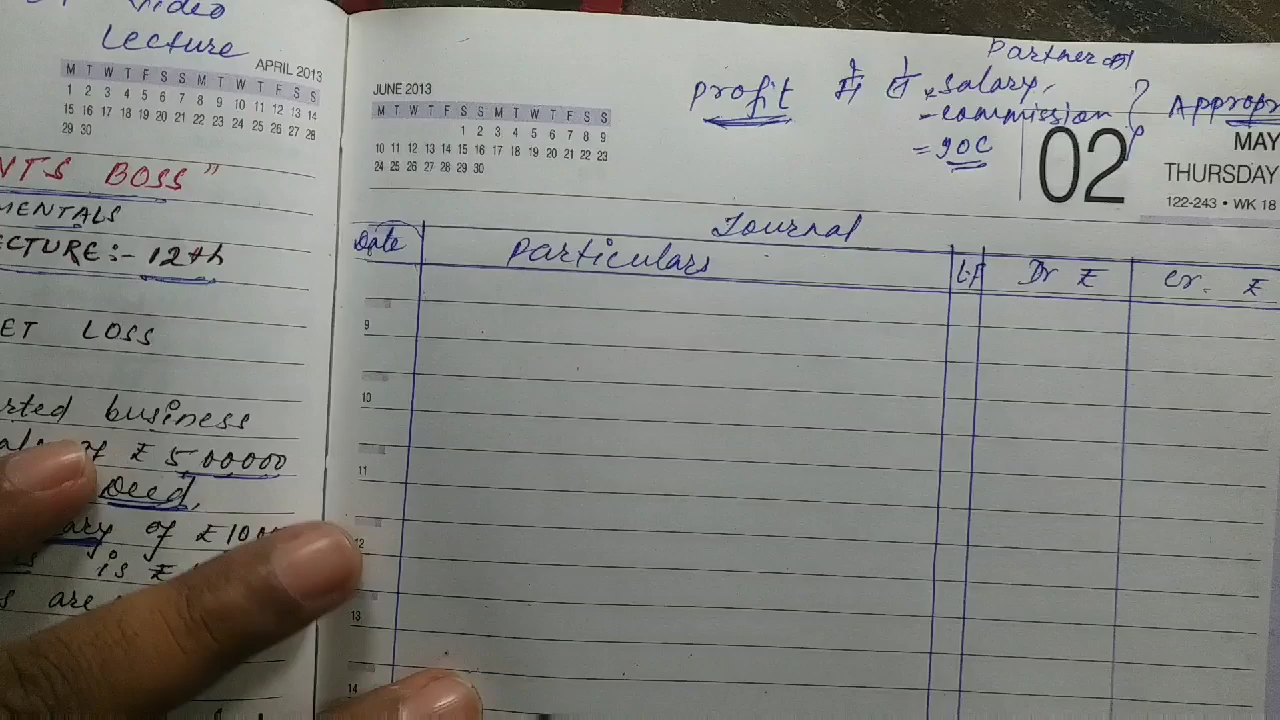 Video
Lecture
APRIL 2013
M T W T F S S M T W T F S S
1 2 3 4 5 6 7 8 9 10 11 12 13 14
15 16 17 18 19 20 21 22 23 24 25 26 27 28
29 30
NTS BOSS"
MENTALS
ECTURE:- 12th
ET LOSS
rted business
of ₹ 500000
Deed,
ary of ₹ 10
is ₹
s are
JUNE 2013
M T W T F S S M T W T F S S
1 2 3 4 5 6 7 8 9
10 11 12 13 14 15 16 17 18 19 20 21 22 23
24 25 26 27 28 29 30
Partner
profit में से salary,
-commission
= IOC
Appropr
02
MAY
THURSDAY
122-243 • WK 18
Journal
Date Particulars L.F Dr ₹ Cr. ₹
9
10
11
12
13
14